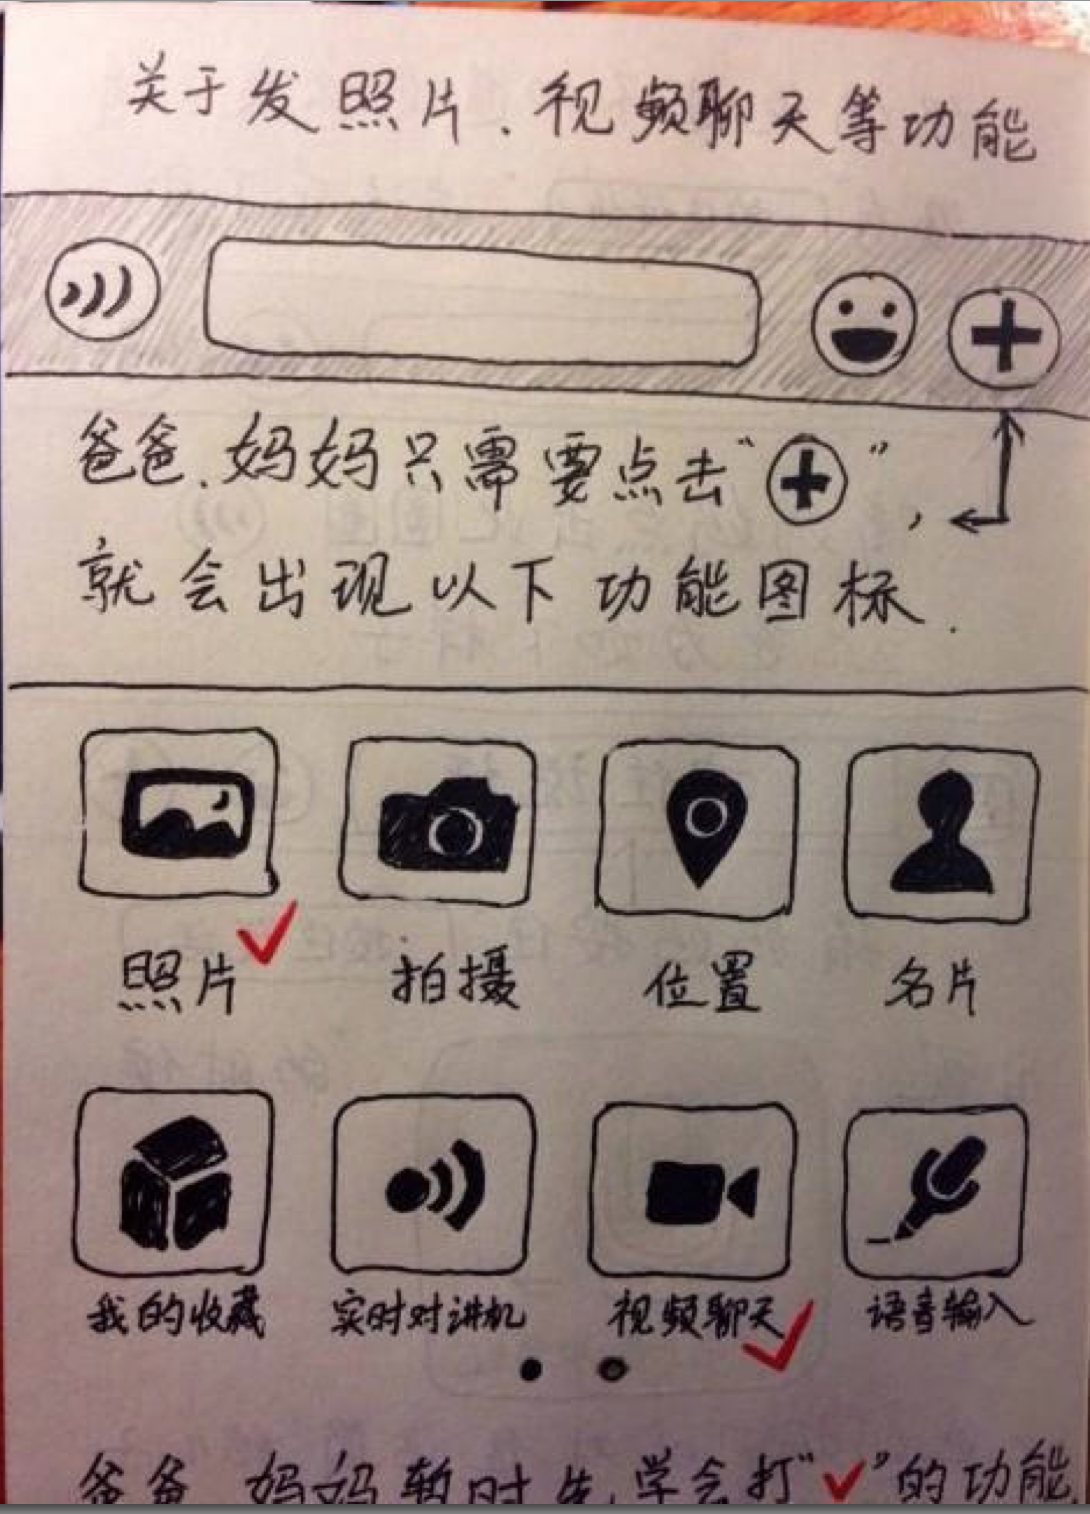 关于发照片、视频聊天等功能
爸爸、妈妈只需要点击“+”，
就会出现以下功能图标.
照片 拍摄 位置 名片
我的收藏 实时对讲机 视频聊天 语音输入
爸爸 妈妈暂时先学会打“✓”的功能